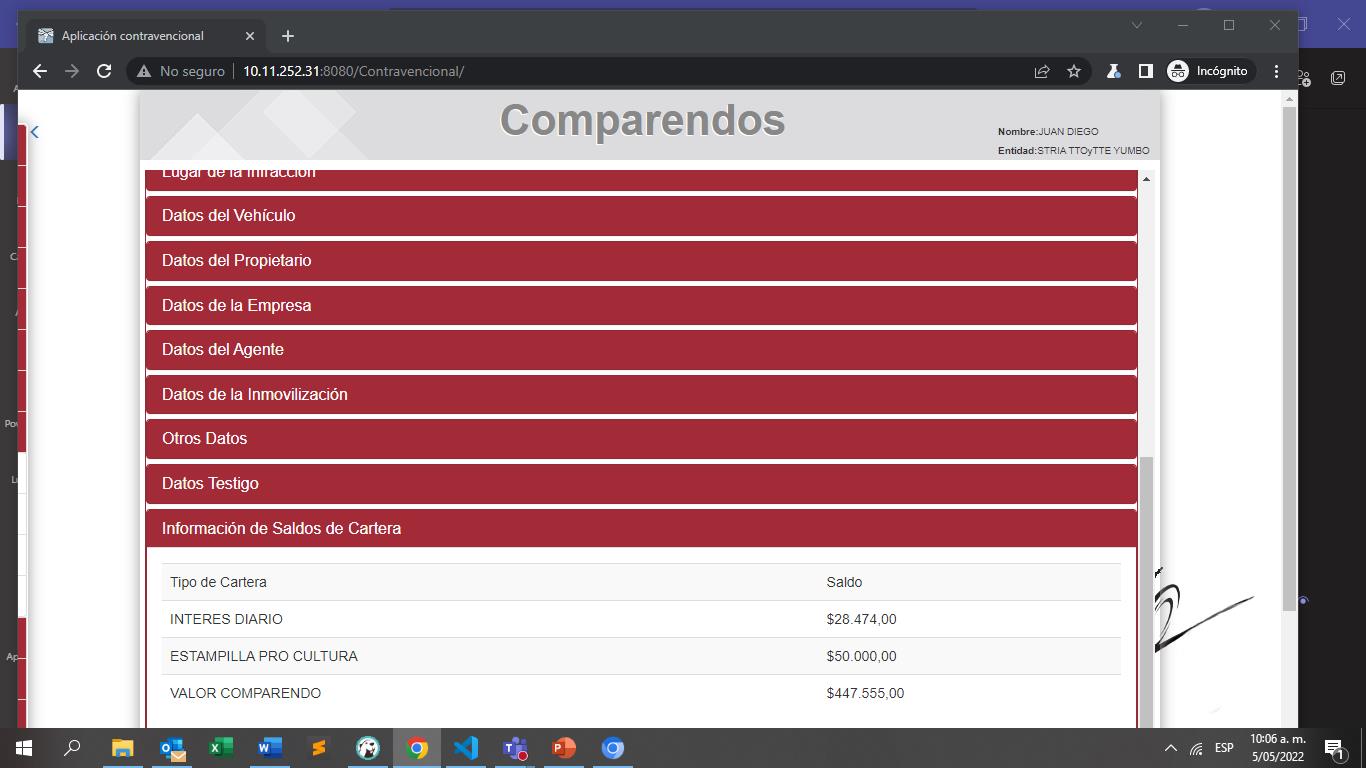 Aplicación contravencional
No seguro
10.11.252.31:8080/Contravencional/
Incógnito
Comparendos
Nombre:JUAN DIEGO
Entidad:STRIA TTOyTTE YUMBO
Lugar de la Infracción
Datos del Vehículo
Datos del Propietario
Datos de la Empresa
Datos del Agente
Datos de la Inmovilización
Otros Datos
Datos Testigo
Información de Saldos de Cartera
Tipo de Cartera Saldo
INTERES DIARIO $28.474,00
ESTAMPILLA PRO CULTURA $50.000,00
VALOR COMPARENDO $447.555,00
ESP
10:06 a. m.
5/05/2022
1